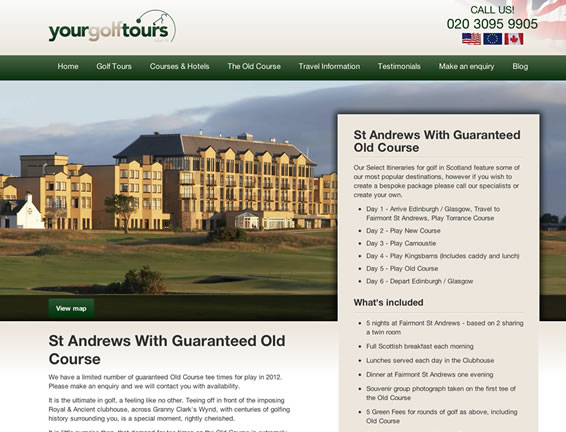 yourgolftours
CALL US!
020 3095 9905
Home
Golf Tours
Courses & Hotels
The Old Course
Travel Information
Testimonials
Make an enquiry
Blog
St Andrews With Guaranteed
Old Course
Our Select Itineraries for golf in Scotland feature some of
our most popular destinations, however if you wish to
create a bespoke package please call our specialists or
create your own.
Day 1 - Arrive Edinburgh / Glasgow, Travel to
Fairmont St Andrews, Play Torrance Course
Day 2 - Play New Course
Day 3 - Play Carnoustie
Day 4 - Play Kingsbarns (Includes caddy and lunch)
Day 5 - Play Old Course
Day 6 - Depart Edinburgh / Glasgow
What's included
5 nights at Fairmont St Andrews - based on 2 sharing
a twin room
Full Scottish breakfast each morning
Lunches served each day in the Clubhouse
Dinner at Fairmont St Andrews one evening
Souvenir group photograph taken on the first tee of
the Old Course
5 Green Fees for rounds of golf as above, including
Old Course
View map
St Andrews With Guaranteed Old
Course
We have a limited number of guaranteed Old Course tee times for play in 2012.
Please make an enquiry and we will contact you with availability.
It is the ultimate in golf, a feeling like no other. Teeing off in front of the imposing
Royal & Ancient clubhouse, across Granny Clark's Wynd, with centuries of golfing
history surrounding you, is a special moment, rightly cherished.